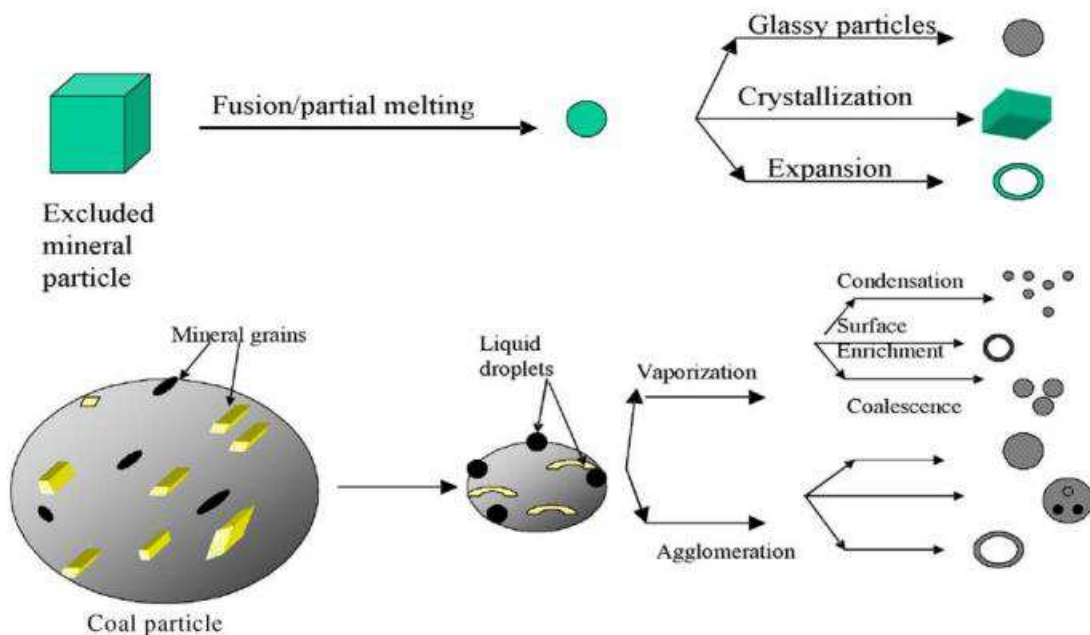 Glassy particles
Fusion/partial melting
Crystallization
Expansion
Excluded
mineral
particle
Condensation
Mineral grains
Surface
Liquid
droplets
Enrichment
Vaporization
Coalescence
Agglomeration
Coal particle